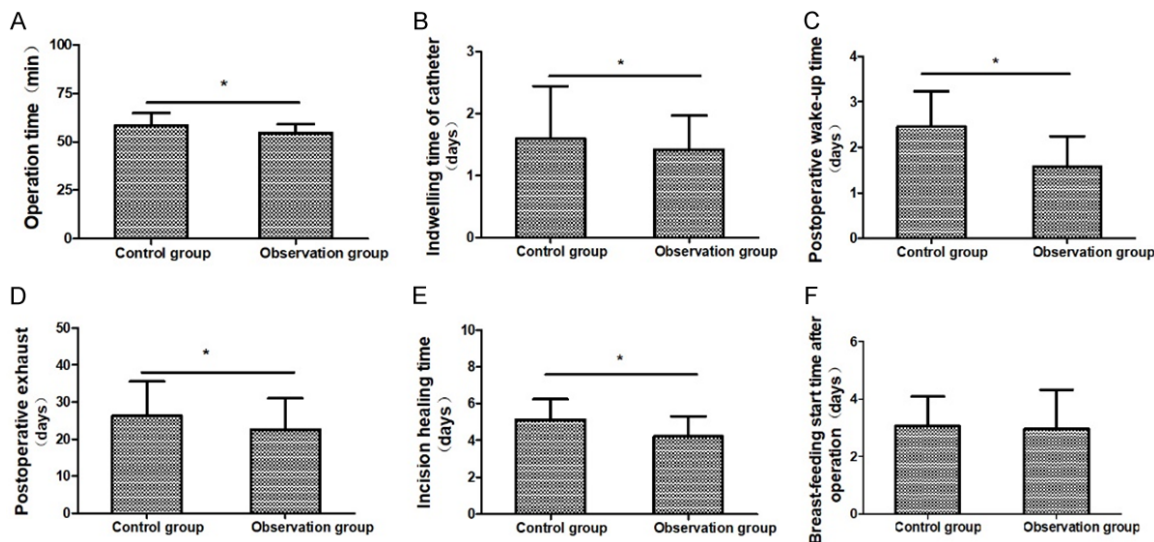 A
Operation time（min）
100
75
50
25
0
*
Control group
Observation group
B
Indwelling time of catheter
（days）
3
2
1
0
*
Control group
Observation group
C
Postoperative wake-up time
（days）
4
3
2
1
0
*
Control group
Observation group
D
Postoperative exhaust
（days）
50
40
30
20
10
0
*
Control group
Observation group
E
Incision healing time
（days）
10
8
6
4
2
0
*
Control group
Observation group
F
Breast-feeding start time after
operation（days）
6
4
2
0
Control group
Observation group